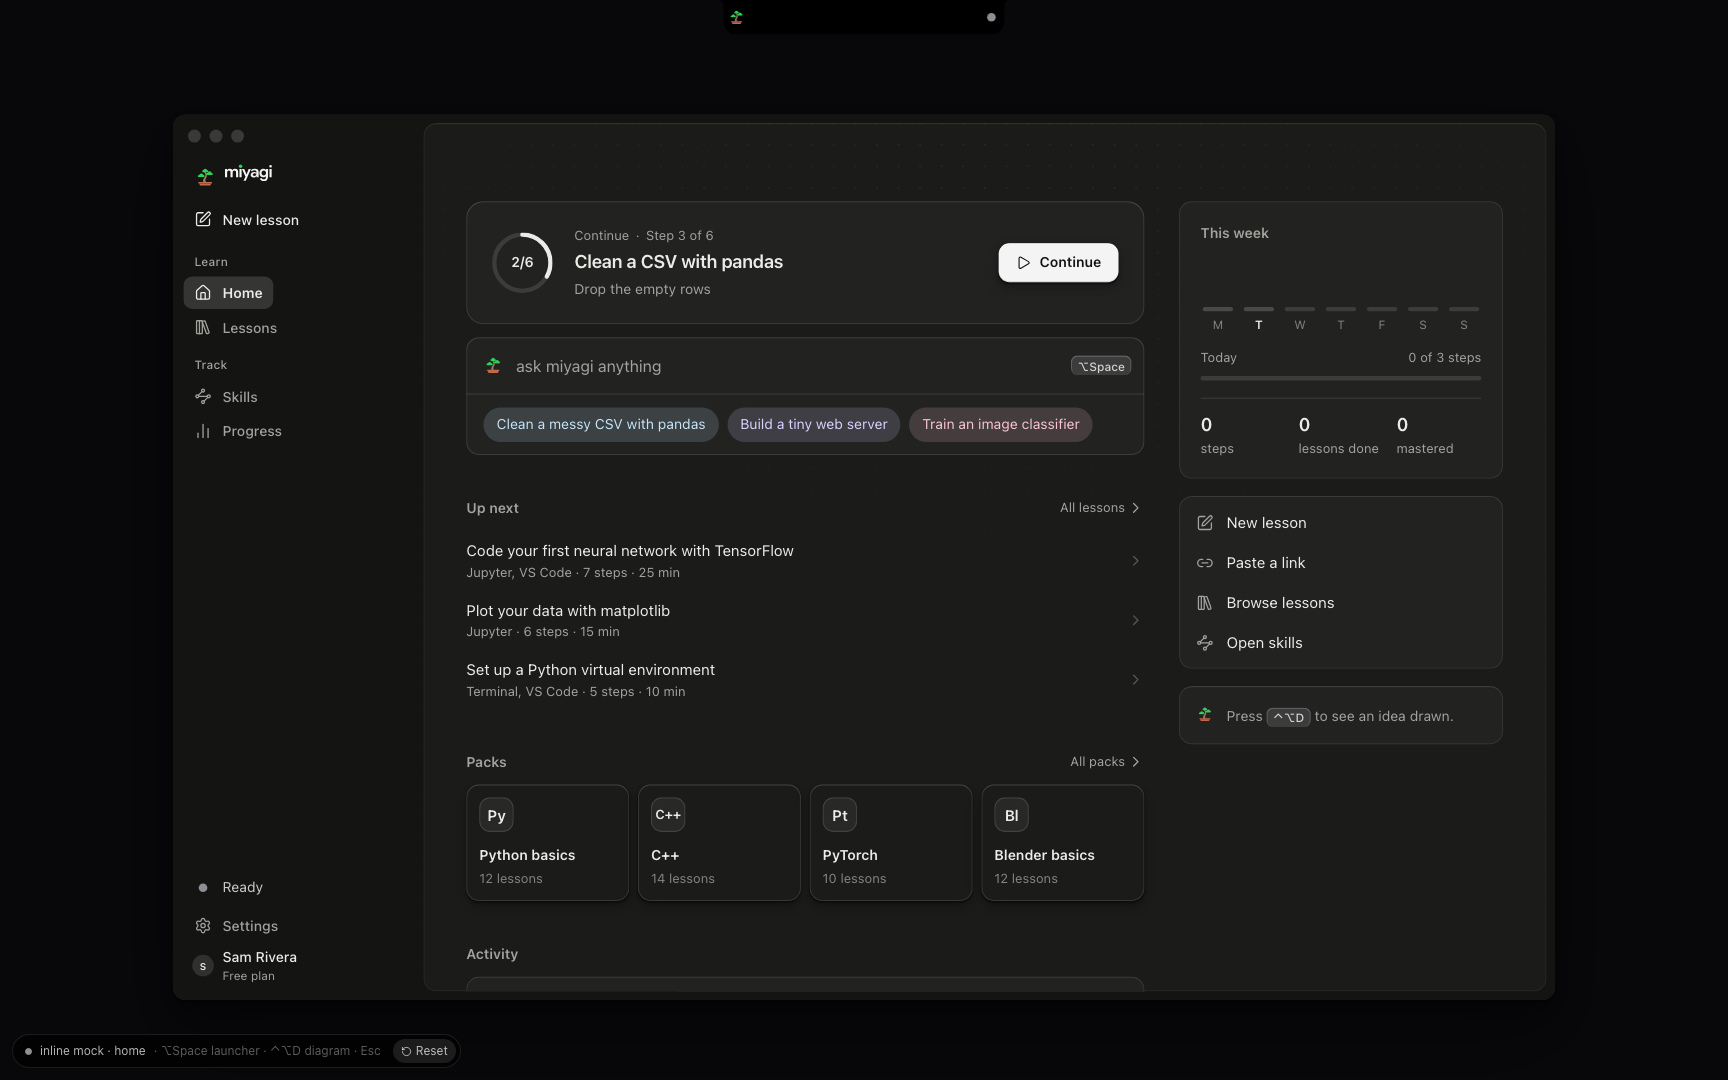 miyagi
New lesson
Learn
Home
Lessons
Track
Skills
Progress
Ready
Settings
S
Sam Rivera
Free plan
2/6
Continue · Step 3 of 6
Clean a CSV with pandas
Drop the empty rows
Continue
ask miyagi anything
⌥Space
Clean a messy CSV with pandas
Build a tiny web server
Train an image classifier
Up next
All lessons
Code your first neural network with TensorFlow
Jupyter, VS Code · 7 steps · 25 min
Plot your data with matplotlib
Jupyter · 6 steps · 15 min
Set up a Python virtual environment
Terminal, VS Code · 5 steps · 10 min
Packs
All packs
Py
Python basics
12 lessons
C++
C++
14 lessons
Pt
PyTorch
10 lessons
Bl
Blender basics
12 lessons
Activity
This week
M T W T F S S
Today 0 of 3 steps
0 0 0
steps lessons done mastered
New lesson
Paste a link
Browse lessons
Open skills
Press ⌃⌥D to see an idea drawn.
inline mock · home · ⌥Space launcher · ⌃⌥D diagram · Esc Reset